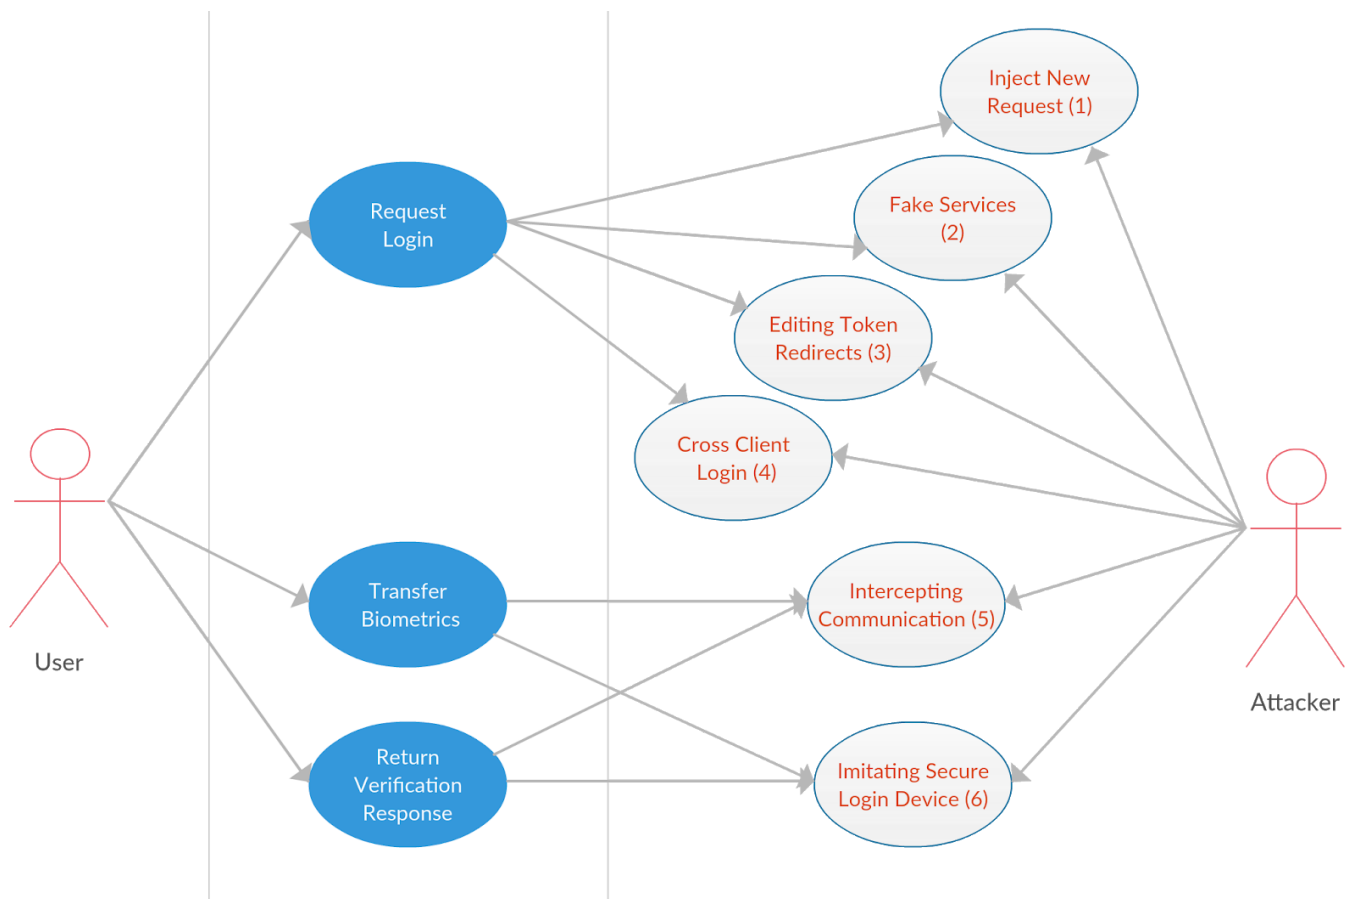 Inject New
Request (1)
Fake Services
(2)
Request
Login
Editing Token
Redirects (3)
Cross Client
Login (4)
Transfer
Biometrics
Intercepting
Communication (5)
User
Attacker
Return
Verification
Response
Imitating Secure
Login Device (6)